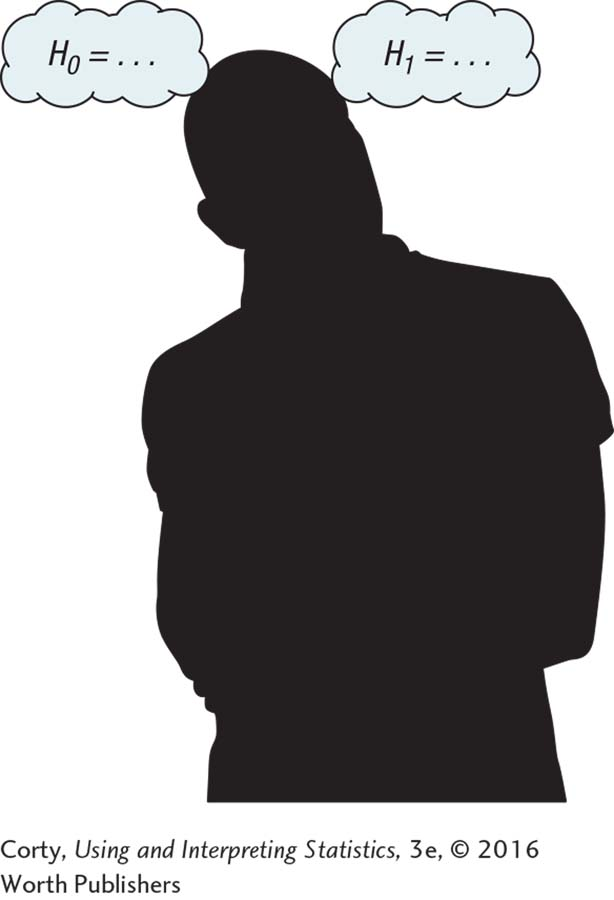 H₀ = . . .
H₁ = . . .
Corty, Using and Interpreting Statistics, 3e, © 2016
Worth Publishers